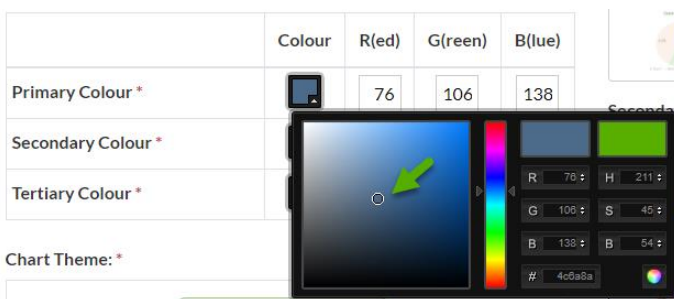 Colour R(ed) G(reen) B(lue)
Primary Colour * 76 106 138
Secondary Colour *
Tertiary Colour *
Chart Theme: *
Seconda
R 76 H 211
G 106 S 45
B 138 B 54
# 4c6a8a